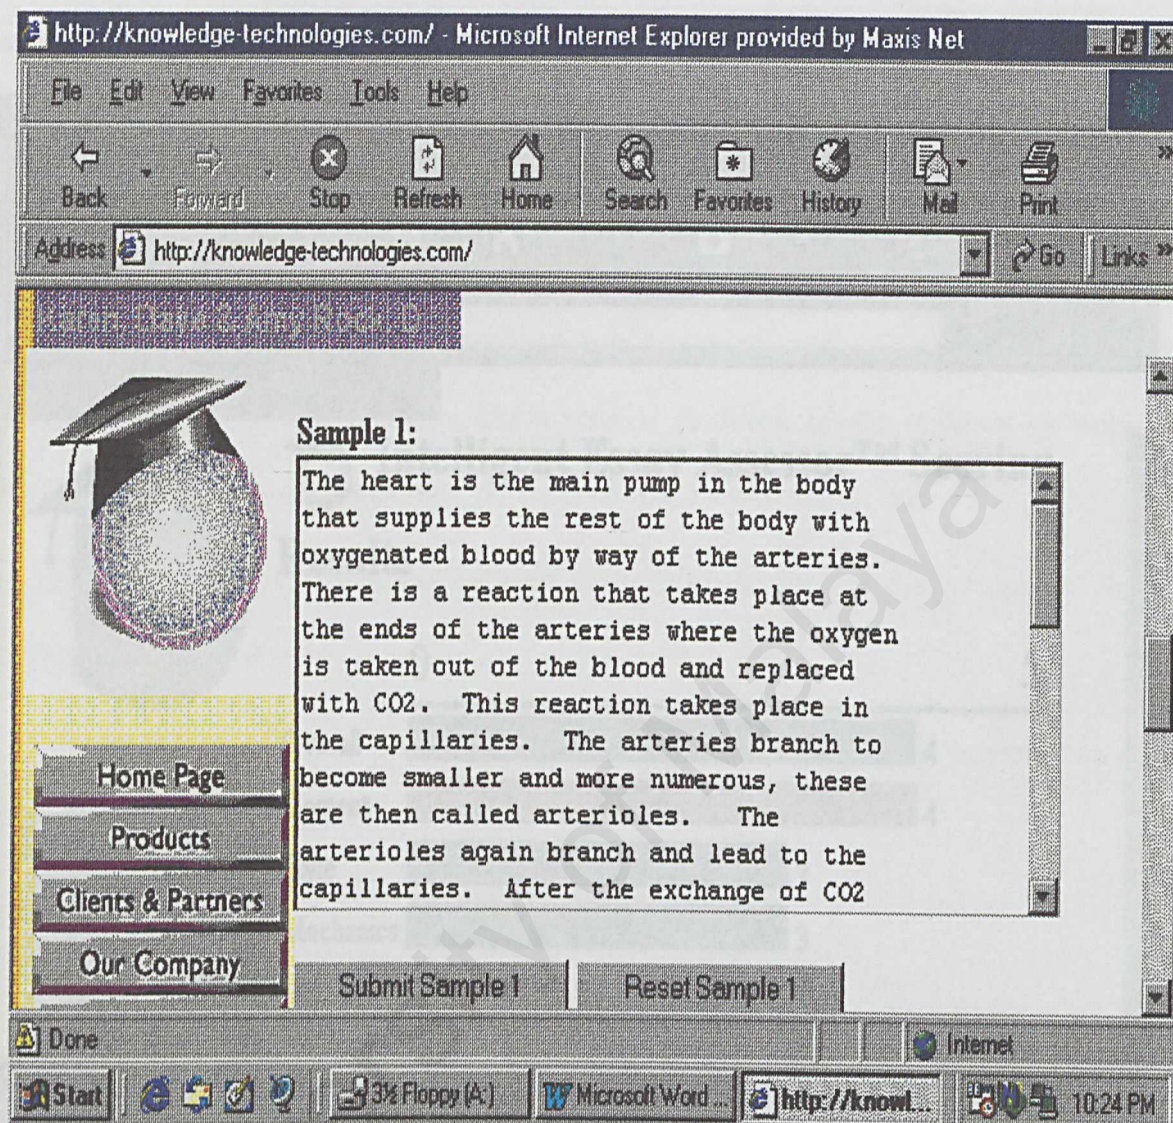 http://knowledge-technologies.com/ - Microsoft Internet Explorer provided by Maxis Net
File Edit View Favorites Tools Help
Back Forward Stop Refresh Home Search Favorites History Mail Print »
Address http://knowledge-technologies.com/ Go Links »
Sample 1:
The heart is the main pump in the body
that supplies the rest of the body with
oxygenated blood by way of the arteries.
There is a reaction that takes place at
the ends of the arteries where the oxygen
is taken out of the blood and replaced
with CO2. This reaction takes place in
the capillaries. The arteries branch to
become smaller and more numerous, these
are then called arterioles. The
arterioles again branch and lead to the
capillaries. After the exchange of CO2
Home Page
Products
Clients & Partners
Our Company
Submit Sample 1 Reset Sample 1
Done Internet
Start 3½ Floppy (A:) Microsoft Word ... http://knowl... 10:24 PM
of Malaya